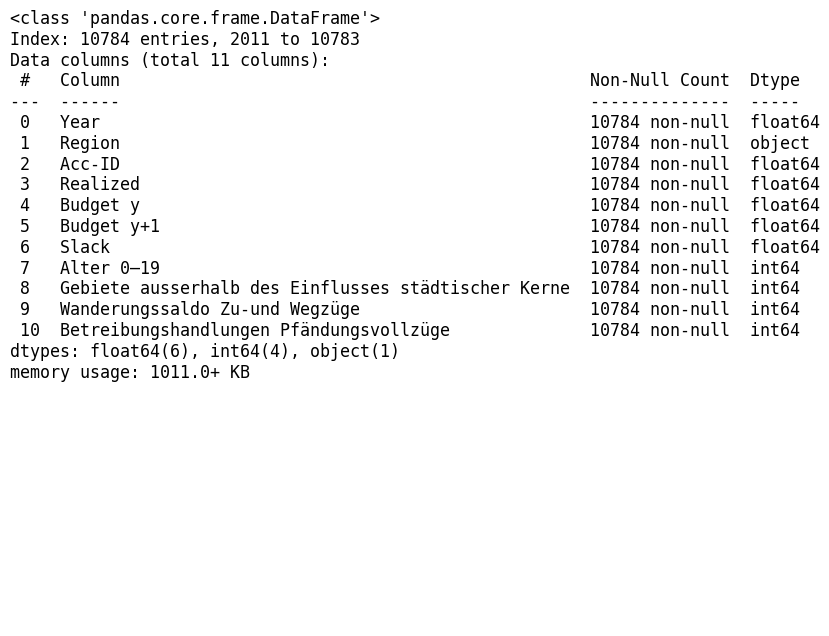 <class 'pandas.core.frame.DataFrame'>
Index: 10784 entries, 2011 to 10783
Data columns (total 11 columns):
 #   Column                                             Non-Null Count  Dtype
---  ------                                             --------------  -----
 0   Year                                               10784 non-null  float64
 1   Region                                             10784 non-null  object
 2   Acc-ID                                             10784 non-null  float64
 3   Realized                                           10784 non-null  float64
 4   Budget y                                           10784 non-null  float64
 5   Budget y+1                                         10784 non-null  float64
 6   Slack                                              10784 non-null  float64
 7   Alter 0–19                                         10784 non-null  int64
 8   Gebiete ausserhalb des Einflusses städtischer Kerne  10784 non-null  int64
 9   Wanderungssaldo Zu-und Wegzüge                     10784 non-null  int64
 10  Betreibungshandlungen Pfändungsvollzüge            10784 non-null  int64
dtypes: float64(6), int64(4), object(1)
memory usage: 1011.0+ KB